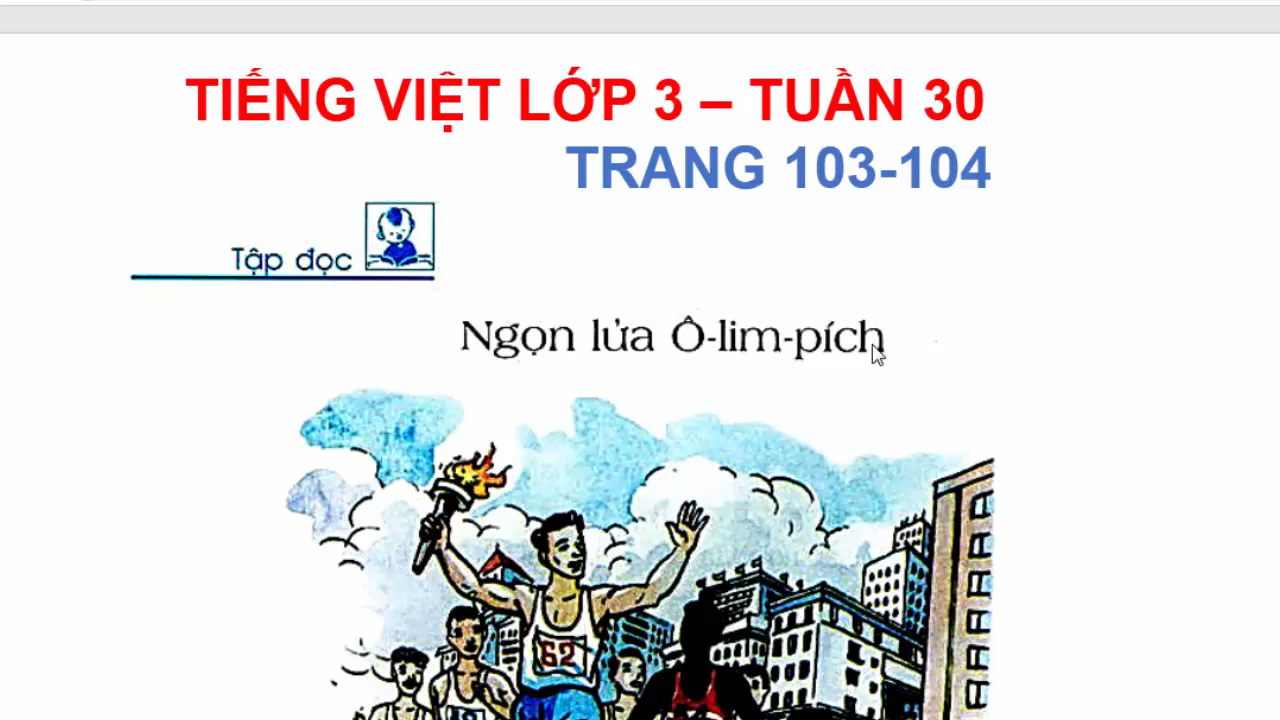 TIẾNG VIỆT LỚP 3 – TUẦN 30
TRANG 103-104
Tập đọc
Ngọn lửa Ô-lim-pích
62